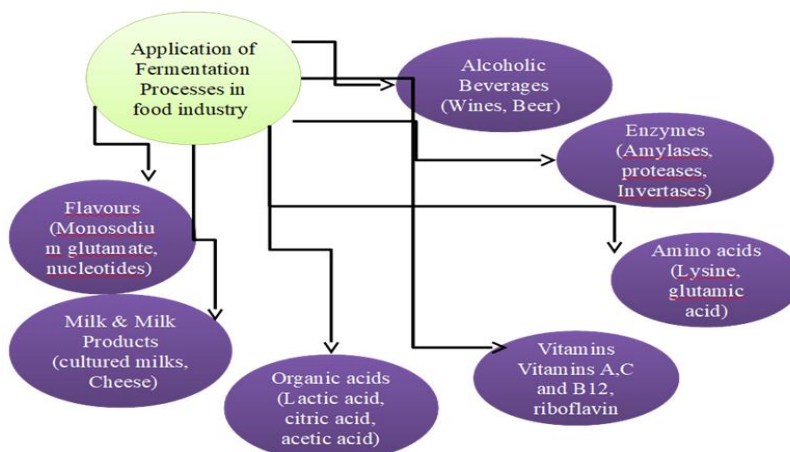 Application of
Fermentation
Processes in
food industry
Alcoholic
Beverages
(Wines, Beer)
Enzymes
(Amylases,
proteases,
Invertases)
Flavours
(Monosodiu
m glutamate,
nucleotides)
Amino acids
(Lysine,
glutamic
acid)
Milk & Milk
Products
(cultured milks,
Cheese)
Organic acids
(Lactic acid,
citric acid,
acetic acid)
Vitamins
Vitamins A,C
and B12,
riboflavin